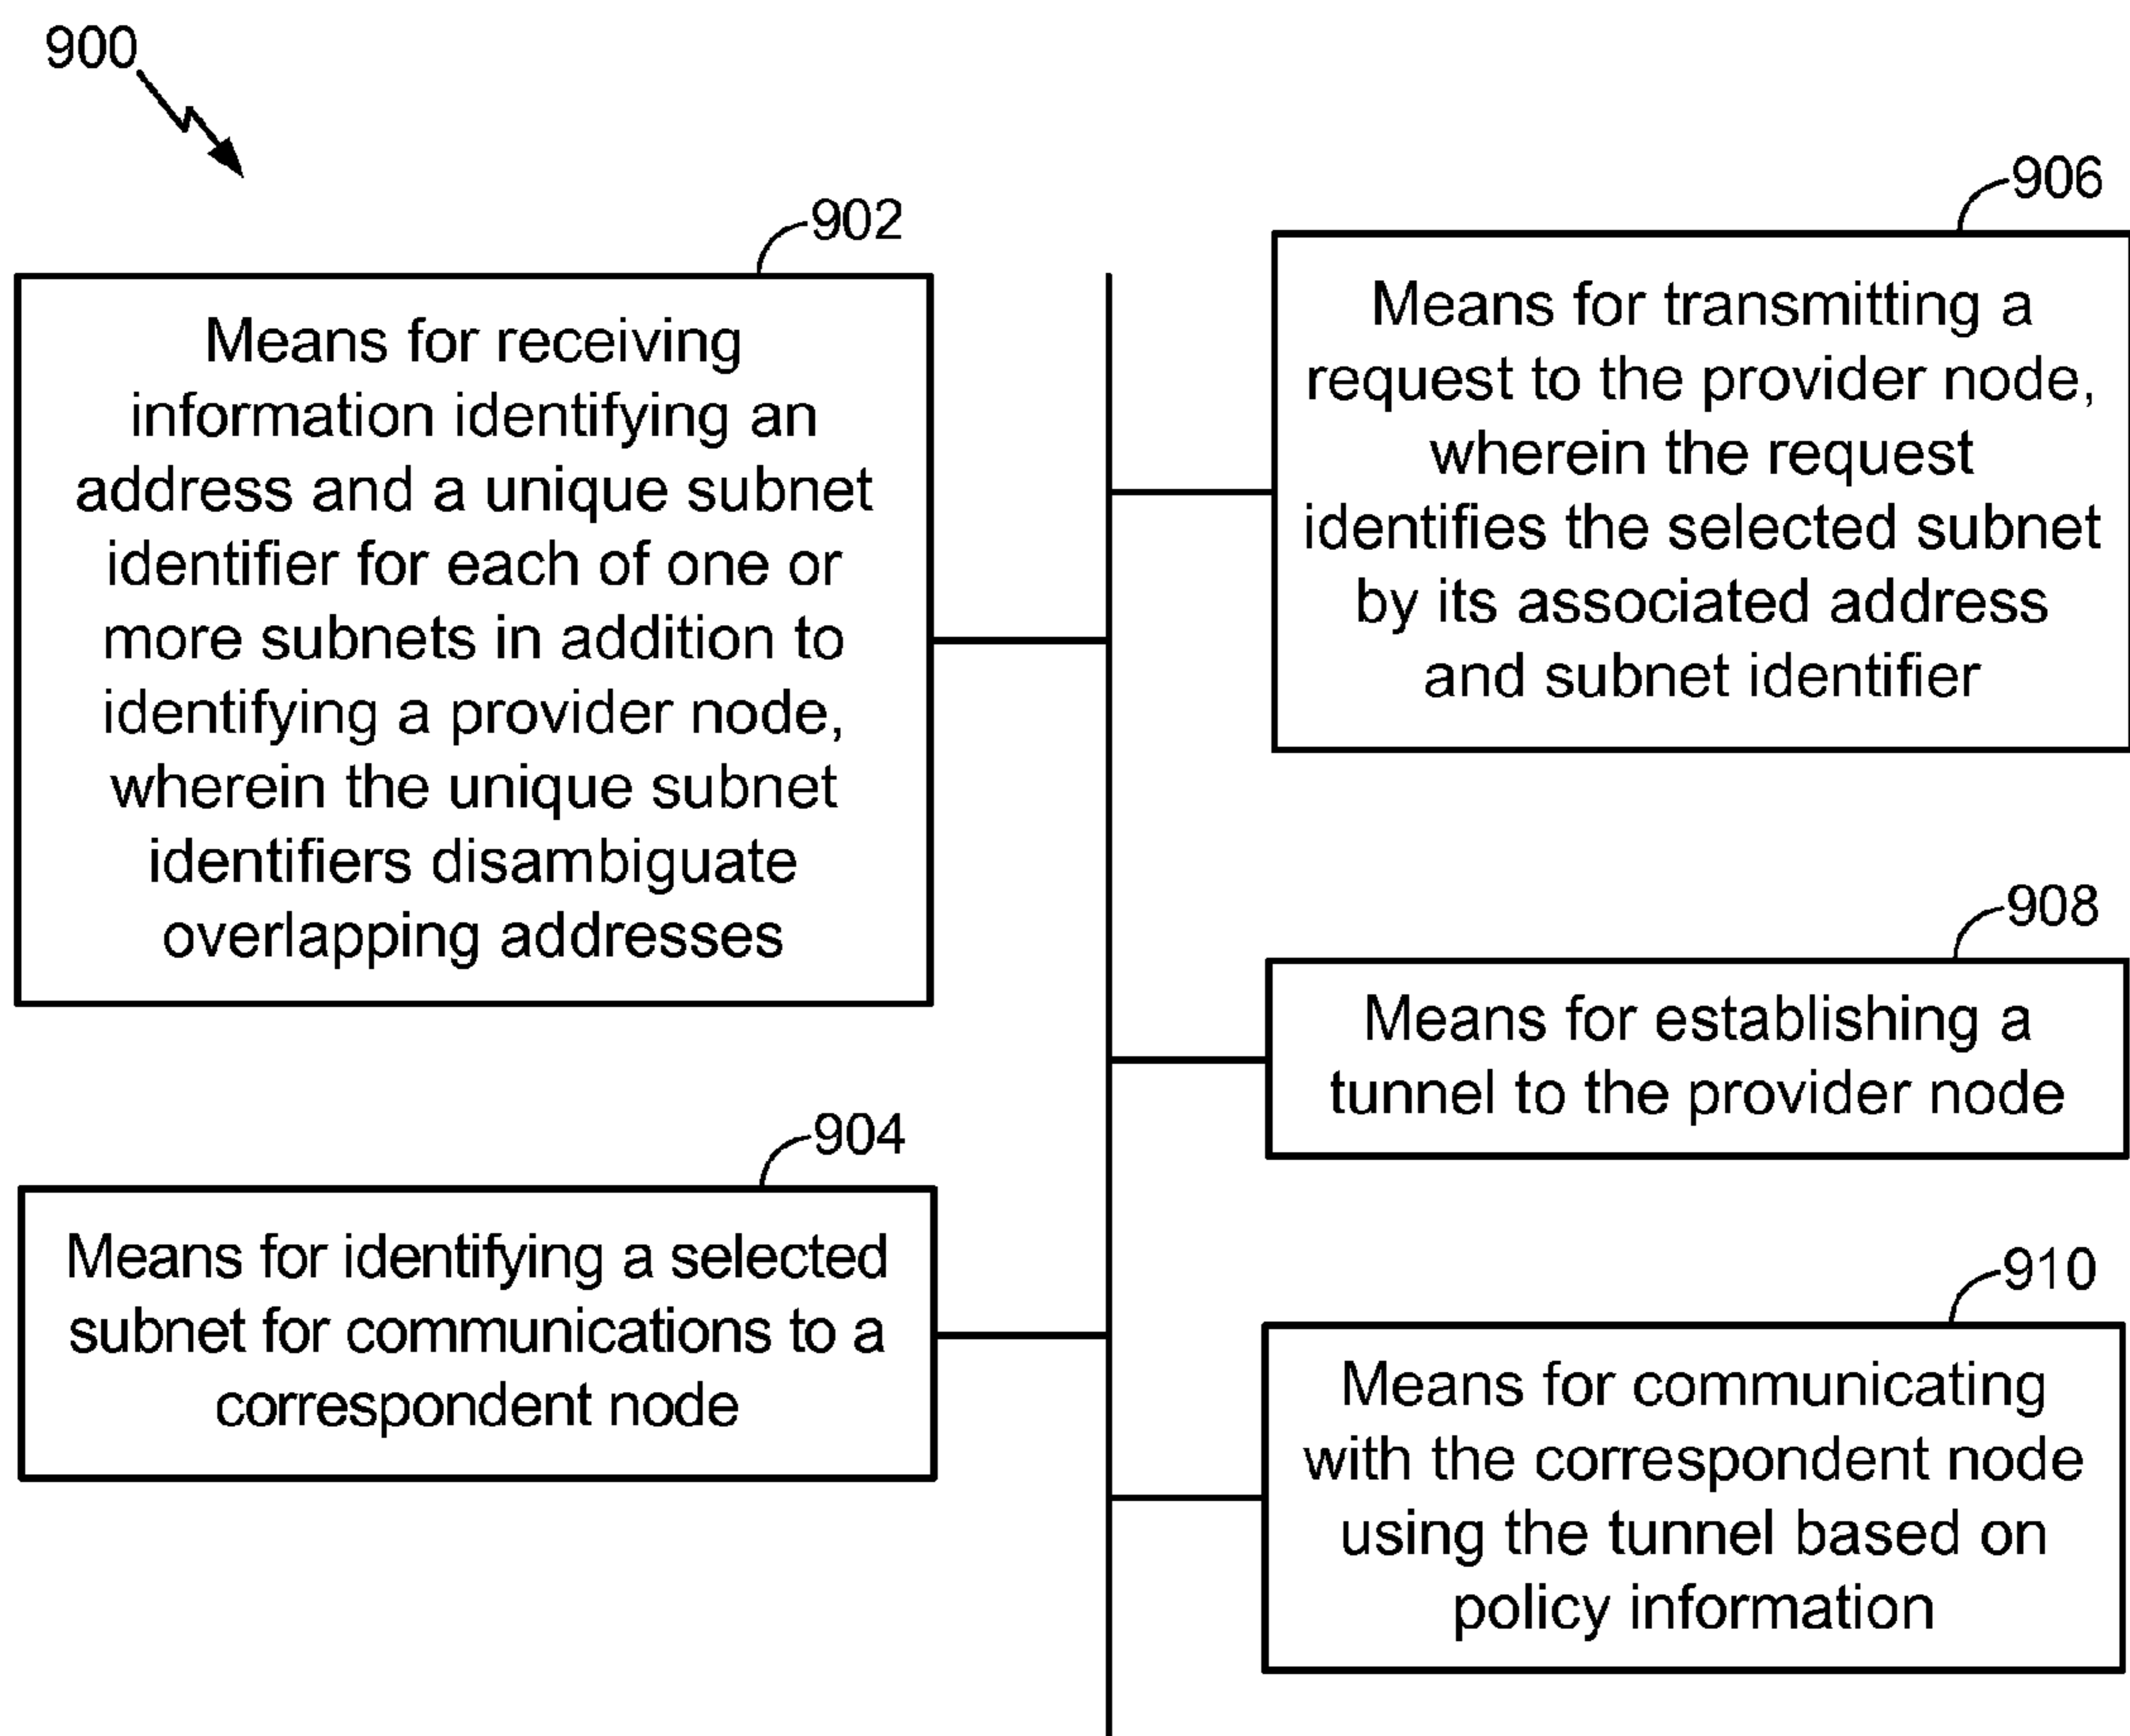 900
902
Means for receiving
information identifying an
address and a unique subnet
identifier for each of one or
more subnets in addition to
identifying a provider node,
wherein the unique subnet
identifiers disambiguate
overlapping addresses
904
Means for identifying a selected
subnet for communications to a
correspondent node
906
Means for transmitting a
request to the provider node,
wherein the request
identifies the selected subnet
by its associated address
and subnet identifier
908
Means for establishing a
tunnel to the provider node
910
Means for communicating
with the correspondent node
using the tunnel based on
policy information